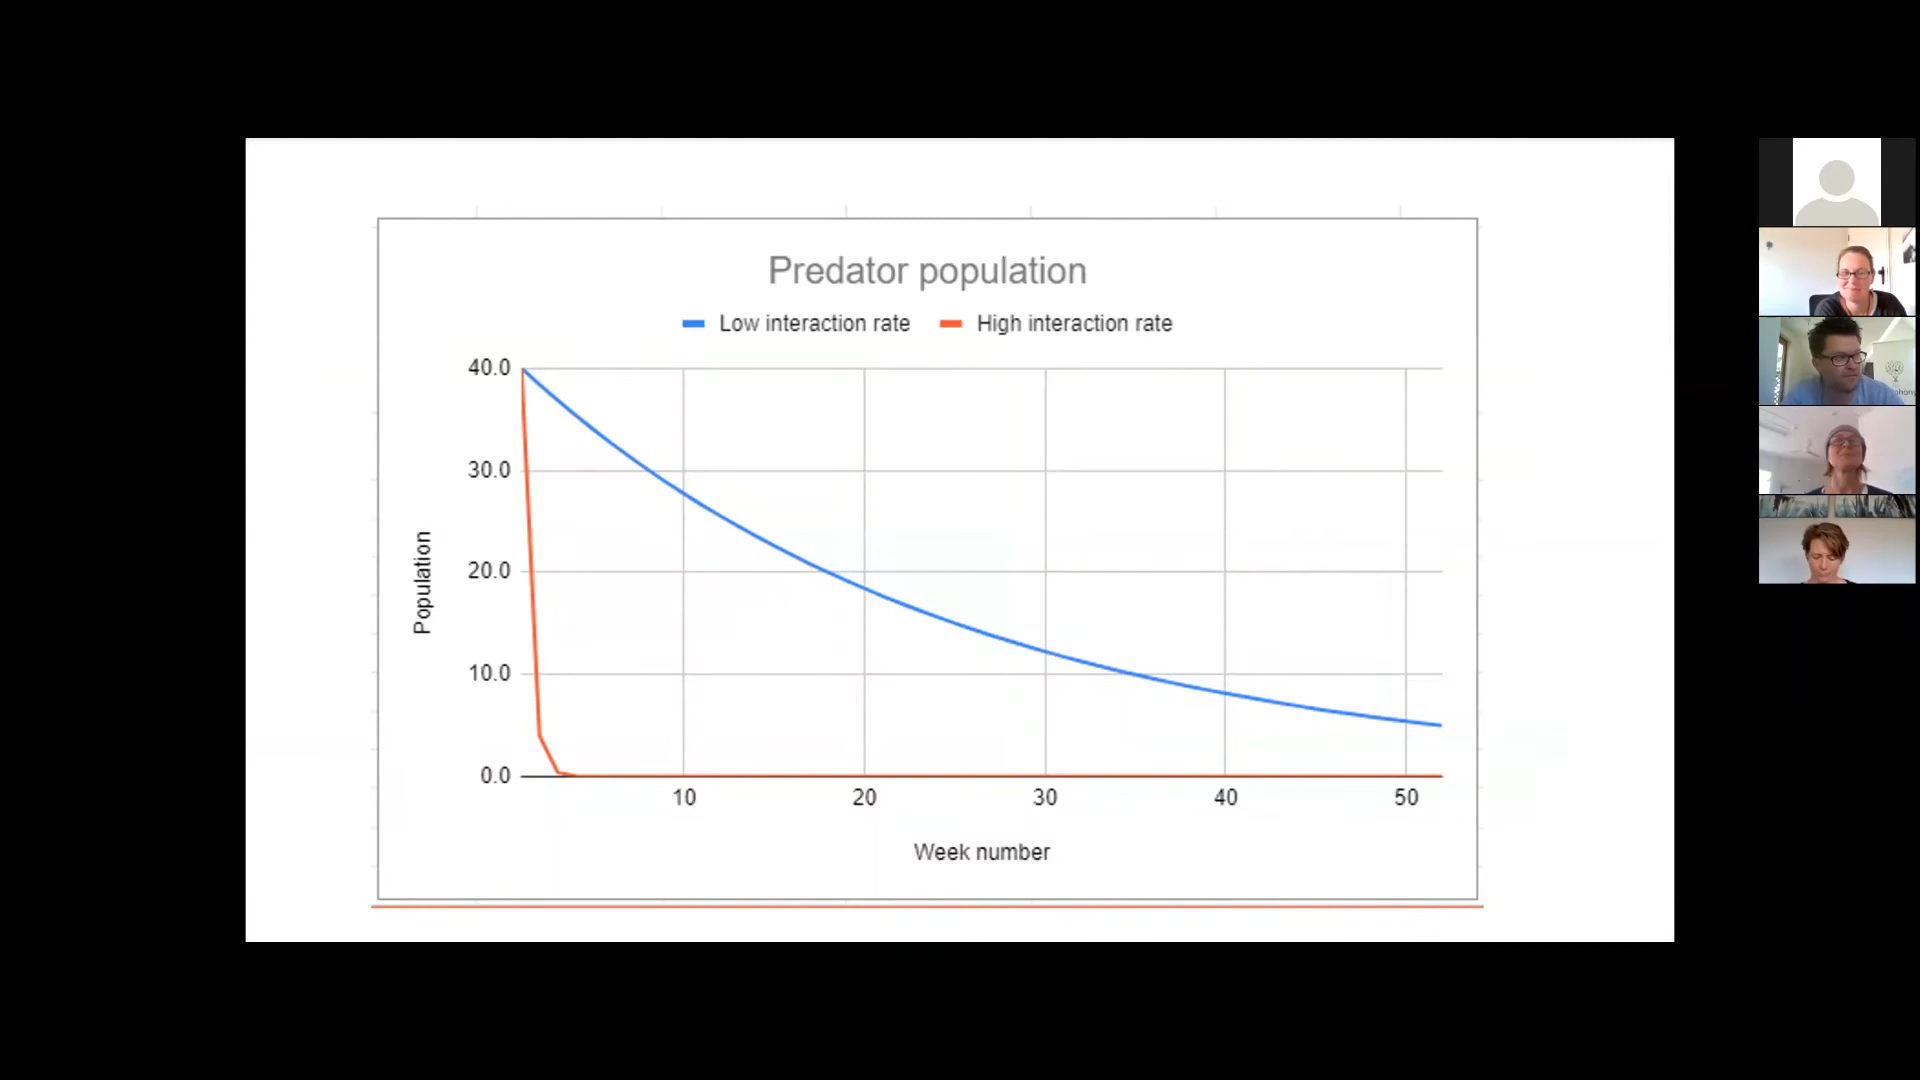 Predator population
Low interaction rate High interaction rate
40.0
30.0
20.0
10.0
0.0
Population
10 20 30 40 50
Week number